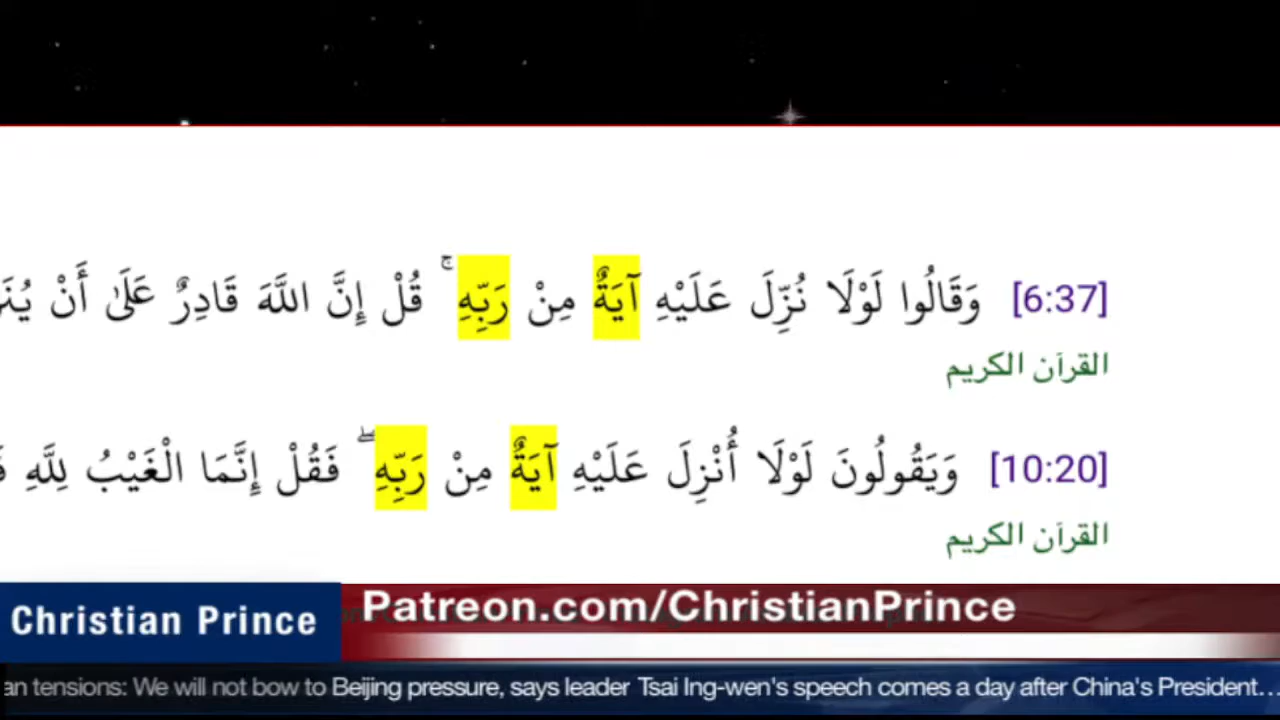 [6:37] وَقَالُوا لَوْلَا نُزِّلَ عَلَيْهِ آيَةٌ مِنْ رَبِّهِ ۚ قُلْ إِنَّ اللَّهَ قَادِرٌ عَلَىٰ أَنْ
القرآن الكريم
[10:20] وَيَقُولُونَ لَوْلَا أُنْزِلَ عَلَيْهِ آيَةٌ مِنْ رَبِّهِ ۖ فَقُلْ إِنَّمَا الْغَيْبُ لِلَّهِ
القرآن الكريم
Patreon.com/ChristianPrince
Christian Prince
an tensions: We will not bow to Beijing pressure, says leader Tsai Ing-wen's speech comes a day after China's President...